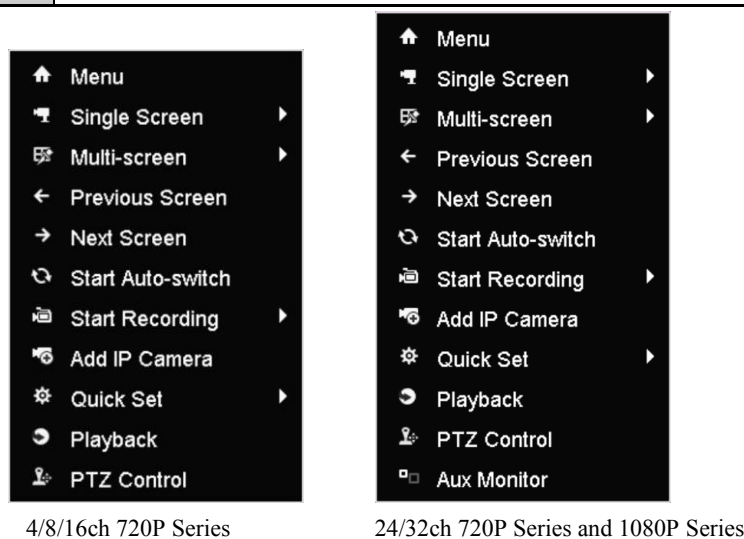 Menu
Single Screen
Multi-screen
Previous Screen
Next Screen
Start Auto-switch
Start Recording
Add IP Camera
Quick Set
Playback
PTZ Control
4/8/16ch 720P Series
Menu
Single Screen
Multi-screen
Previous Screen
Next Screen
Start Auto-switch
Start Recording
Add IP Camera
Quick Set
Playback
PTZ Control
Aux Monitor
24/32ch 720P Series and 1080P Series